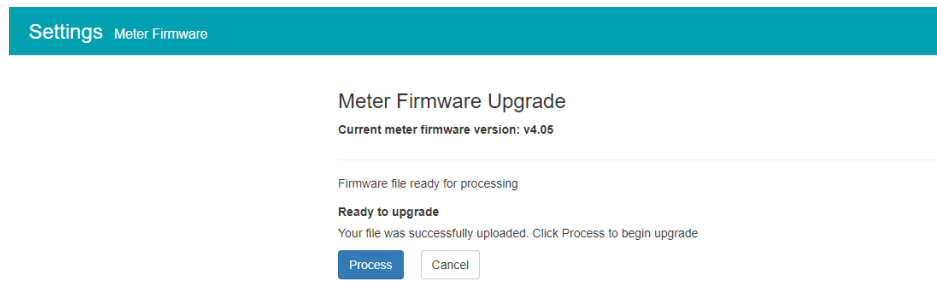 Settings Meter Firmware
Meter Firmware Upgrade
Current meter firmware version: v4.05
Firmware file ready for processing
Ready to upgrade
Your file was successfully uploaded. Click Process to begin upgrade
Process Cancel